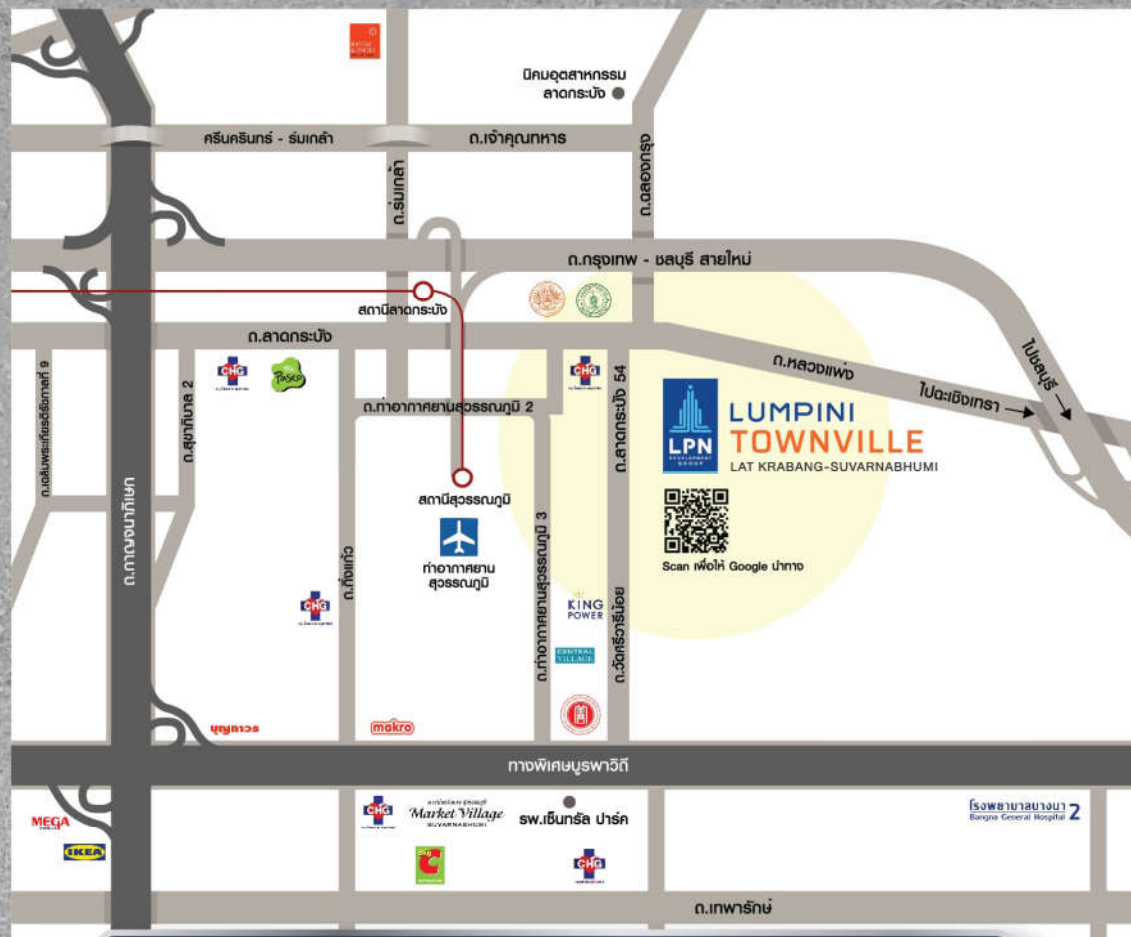 นิคมอุตสาหกรรม
ลาดกระบัง
ศรีนครินทร์ - ร่มเกล้า
ถ.เจ้าคุณทหาร
ถ.ร่มเกล้า
ถ.ฉลองกรุง
ถ.กรุงเทพ - ชลบุรี สายใหม่
สถานีลาดกระบัง
ถ.ลาดกระบัง
ถ.หลวงแพ่ง
ไปชลบุรี
ไปฉะเชิงเทรา
ถ.เฉลิมพระเกียรติรัชกาลที่ 9
ถ.สุขาภิบาล 2
CHG
Paseo
CHG
ถ.ท่าอากาศยานสุวรรณภูมิ 2
ถ.ลาดกระบัง 54
LPN
DEVELOPMENT
GROUP
LUMPINI
TOWNVILLE
LAT KRABANG-SUVARNABHUMI
สถานีสุวรรณภูมิ
ท่าอากาศยาน
สุวรรณภูมิ
Scan เพื่อให้ Google นำทาง
ถ.กาญจนาภิเษก
ถ.กิ่งแก้ว
ถ.ท่าอากาศยานสุวรรณภูมิ 3
CHG
KING
POWER
CENTRAL
VILLAGE
ถ.วัดศรีวารีน้อย
บุญถาวร
makro
ทางพิเศษบูรพาวิถี
MEGA
IKEA
CHG
Market Village
SUVARNABHUMI
รพ.เซ็นทรัล ปาร์ค
CHG
โรงพยาบาลบางนา 2
Bangna General Hospital
ถ.เทพารักษ์